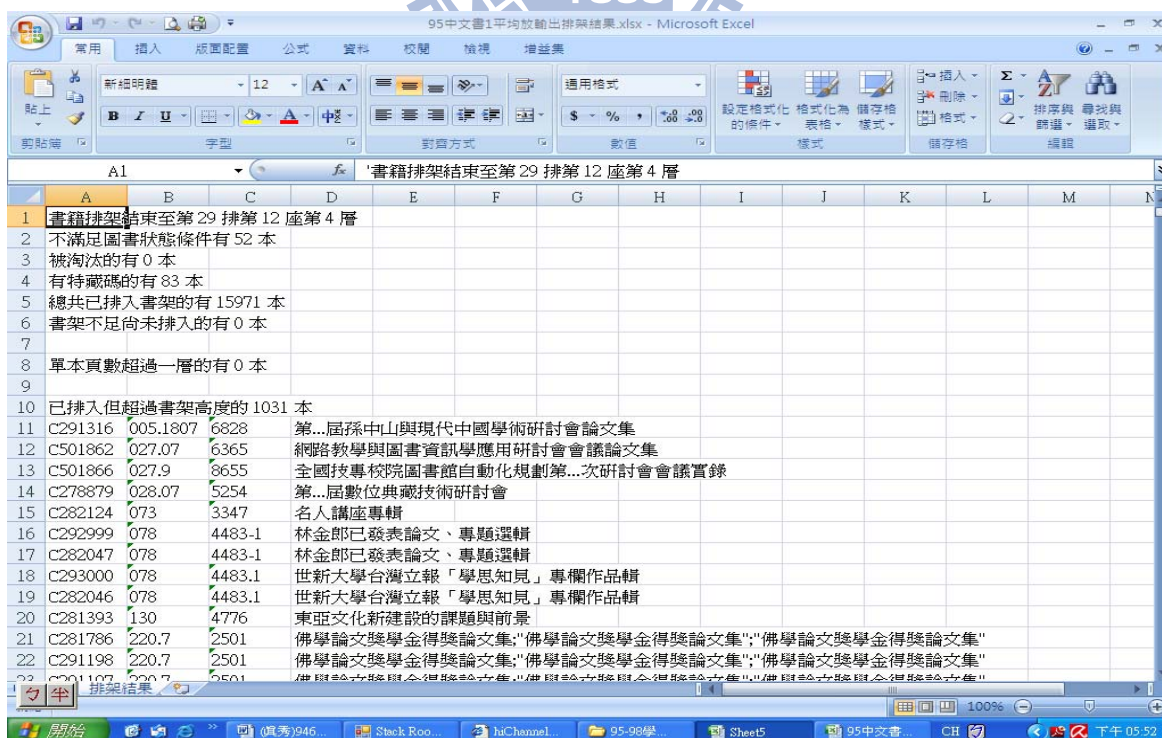 95中文書1平均放輸出排架結果.xlsx - Microsoft Excel
常用 插入 版面配置 公式 資料 校閱 檢視 增益集
新細明體 12 通用格式
貼上 設定格式化的條件 格式化為表格 儲存格樣式 插入 刪除 格式 排序與篩選 尋找與選取
剪貼簿 字型 對齊方式 數值 樣式 儲存格 編輯
A1 fx '書籍排架結束至第 29 排第 12 座第 4 層
A B C D E F G H I J K L M N
1 書籍排架結束至第 29 排第 12 座第 4 層
2 不滿足圖書狀態條件有 52 本
3 被淘汰的有 0 本
4 有特藏碼的有 83 本
5 總共已排入書架的有 15971 本
6 書架不足尚未排入的有 0 本
7
8 單本頁數超過一層的有 0 本
9
10 已排入但超過書架高度的 1031 本
11 C291316 005.1807 6828 第...屆孫中山與現代中國學術研討會論文集
12 C501862 027.07 6365 網路教學與圖書資訊學應用研討會會議論文集
13 C501866 027.9 8655 全國技專校院圖書館自動化規劃第...次研討會會議實錄
14 C278879 028.07 5254 第...屆數位典藏技術研討會
15 C282124 073 3347 名人講座專輯
16 C292999 078 4483-1 林金郎已發表論文、專題選輯
17 C282047 078 4483-1 林金郎已發表論文、專題選輯
18 C293000 078 4483.1 世新大學台灣立報「學思知見」專欄作品輯
19 C282046 078 4483.1 世新大學台灣立報「學思知見」專欄作品輯
20 C281393 130 4776 東亞文化新建設的課題與前景
21 C281786 220.7 2501 佛學論文獎學金得獎論文集;"佛學論文獎學金得獎論文集";"佛學論文獎學金得獎論文集"
22 C291198 220.7 2501 佛學論文獎學金得獎論文集;"佛學論文獎學金得獎論文集";"佛學論文獎學金得獎論文集"
排架結果
100%
開始 946... Stack Roo... hiChannel... 95-98學... Sheet5 95中文書... CH 下午 05:52